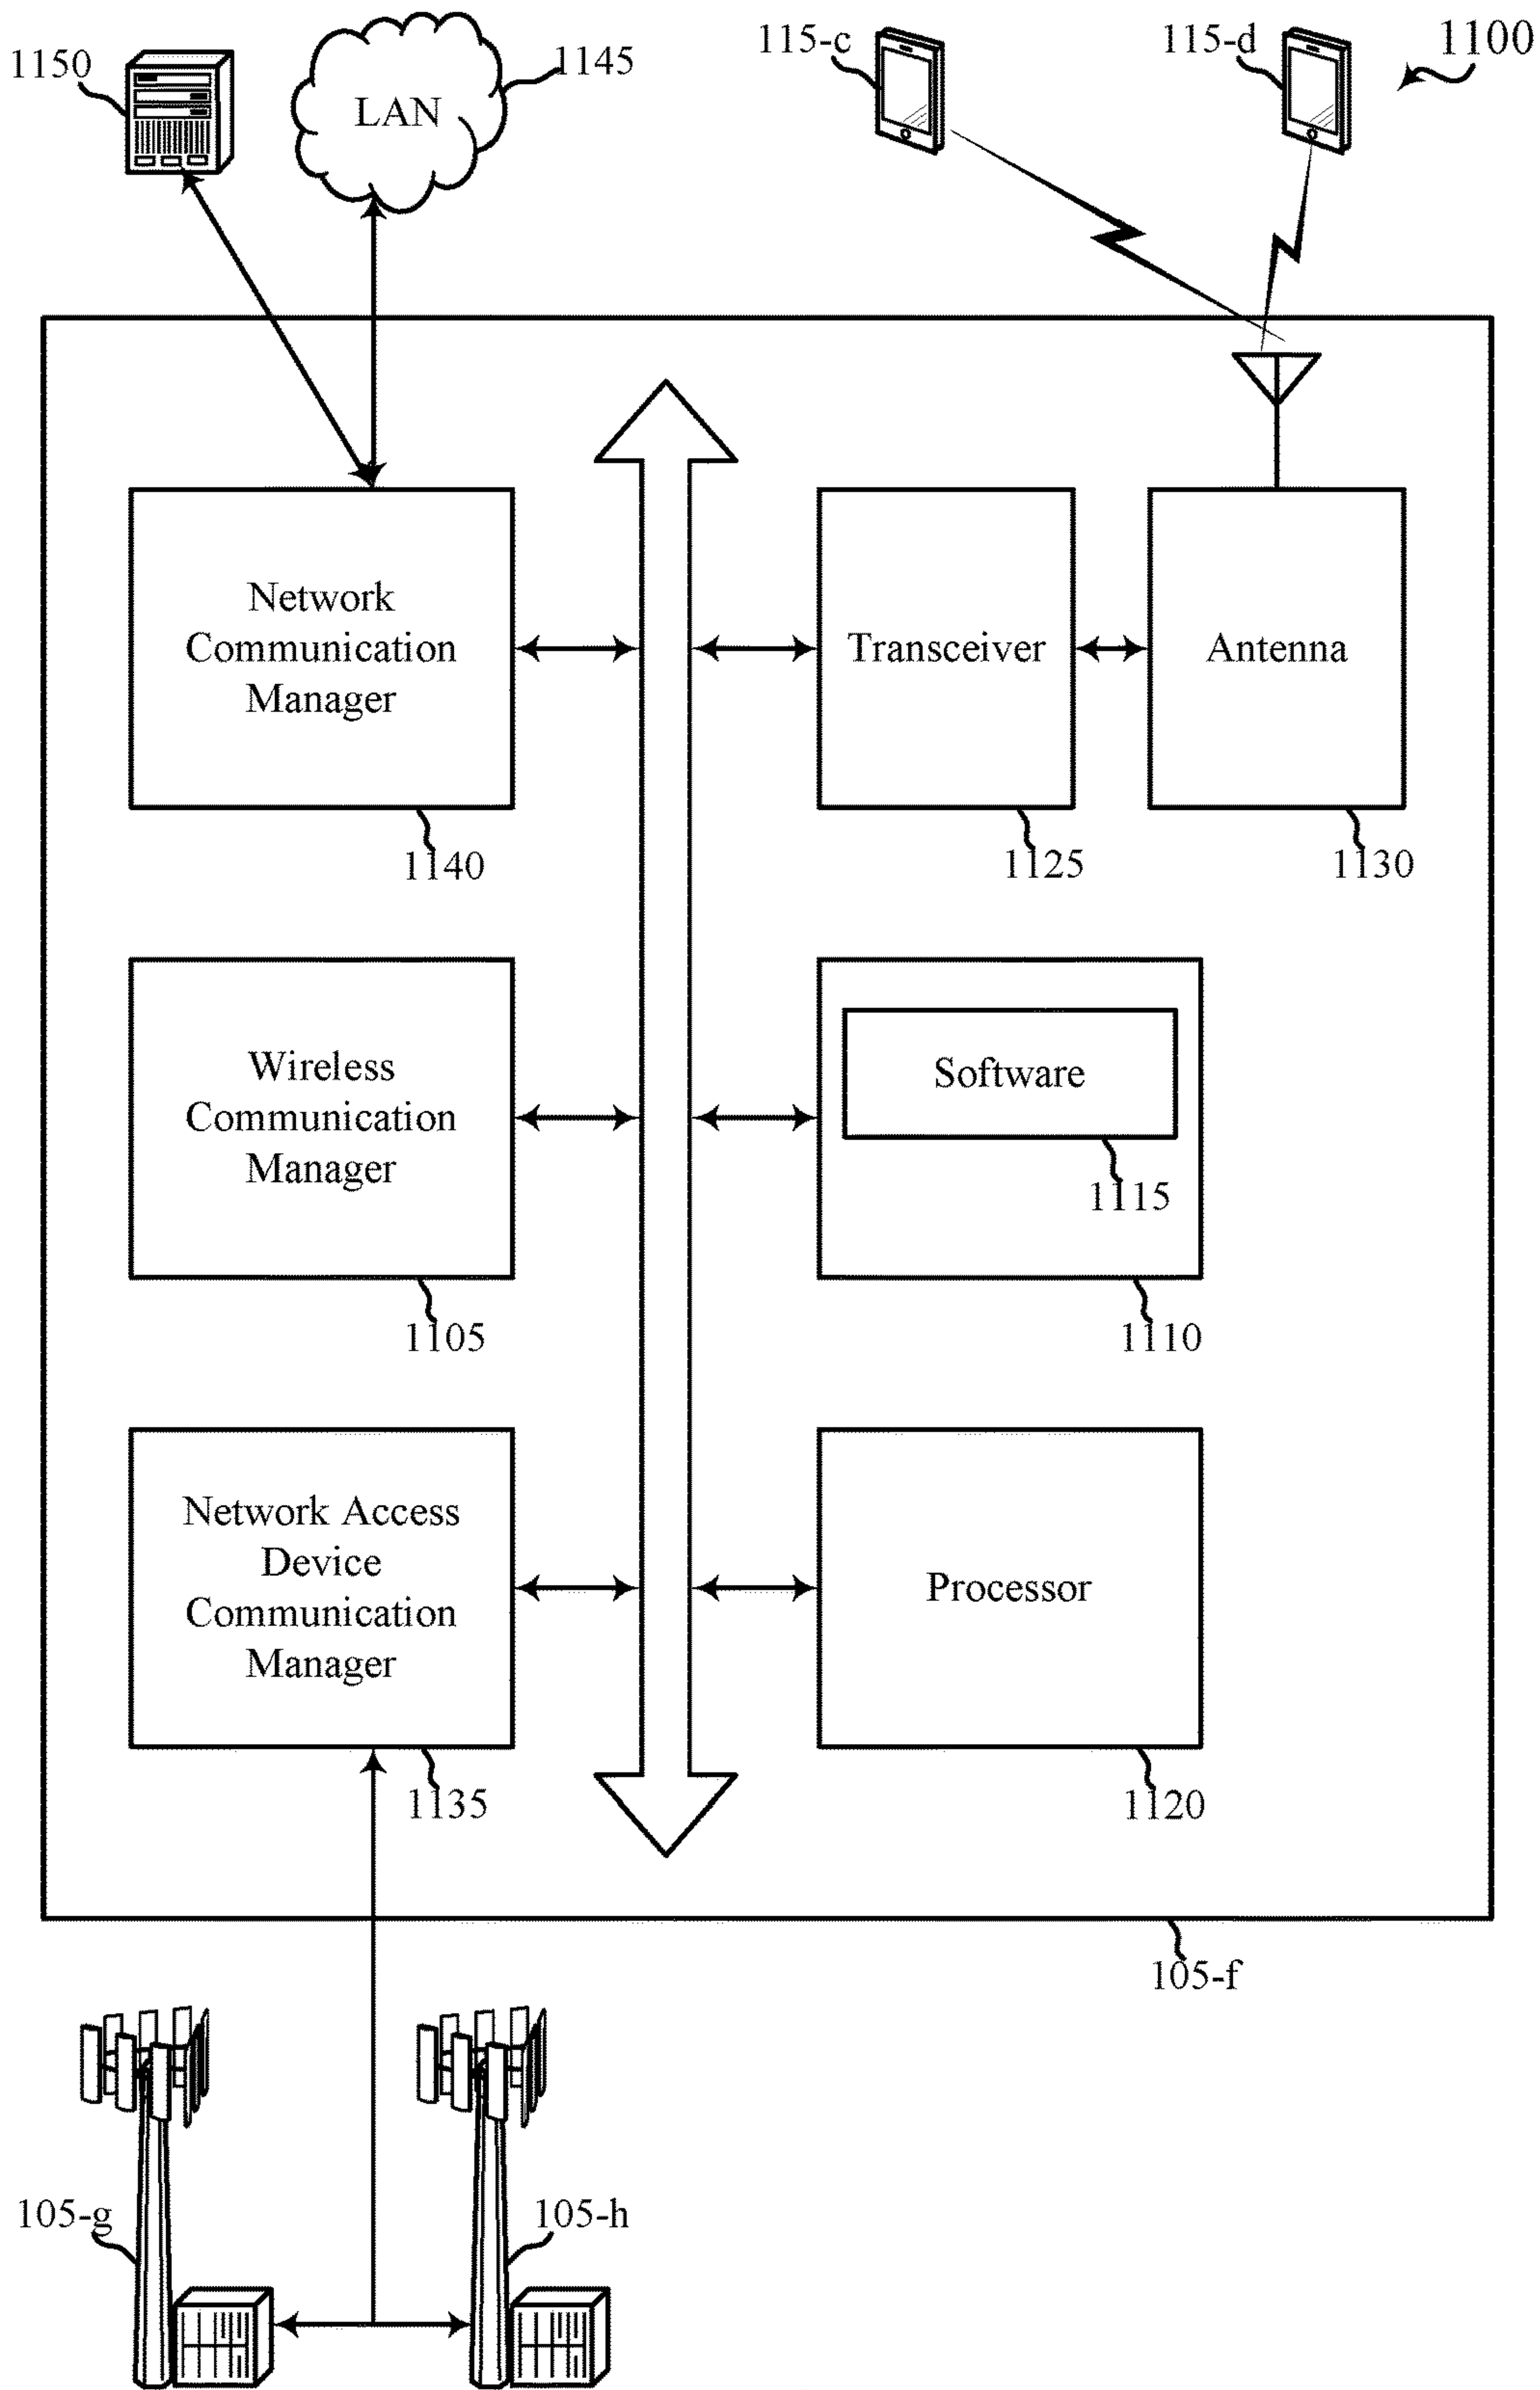 1150
LAN
1145
115-c
115-d
1100
Network
Communication
Manager
1140
Transceiver
1125
Antenna
1130
Wireless
Communication
Manager
1105
Software
1115
1110
Network Access
Device
Communication
Manager
1135
Processor
1120
105-f
105-g
105-h